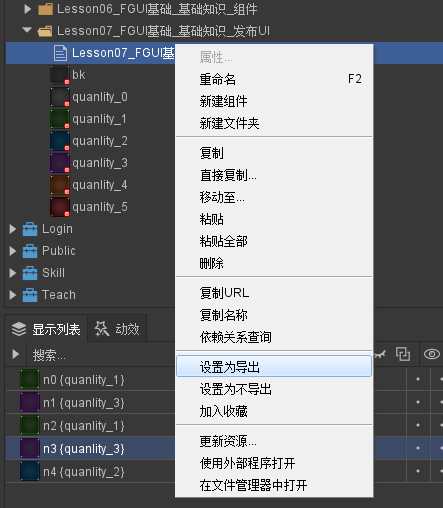 Lesson06_FGUI基础_基础知识_组件
Lesson07_FGUI基础_基础知识_发布UI
Lesson07_FGUI基
bk
quanlity_0
quanlity_1
quanlity_2
quanlity_3
quanlity_4
quanlity_5
Login
Public
Skill
Teach
属性...
重命名 F2
新建组件
新建文件夹
复制
直接复制...
移动至...
粘贴
粘贴全部
删除
复制URL
复制名称
依赖关系查询
设置为导出
设置为不导出
加入收藏
更新资源...
使用外部程序打开
在文件管理器中打开
显示列表 动效
搜索...
n0 {quanlity_1}
n1 {quanlity_3}
n2 {quanlity_1}
n3 {quanlity_3}
n4 {quanlity_2}